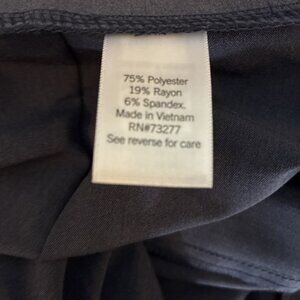 75% Polyester
19% Rayon
6% Spandex.
Made in Vietnam
RN#73277
See reverse for care